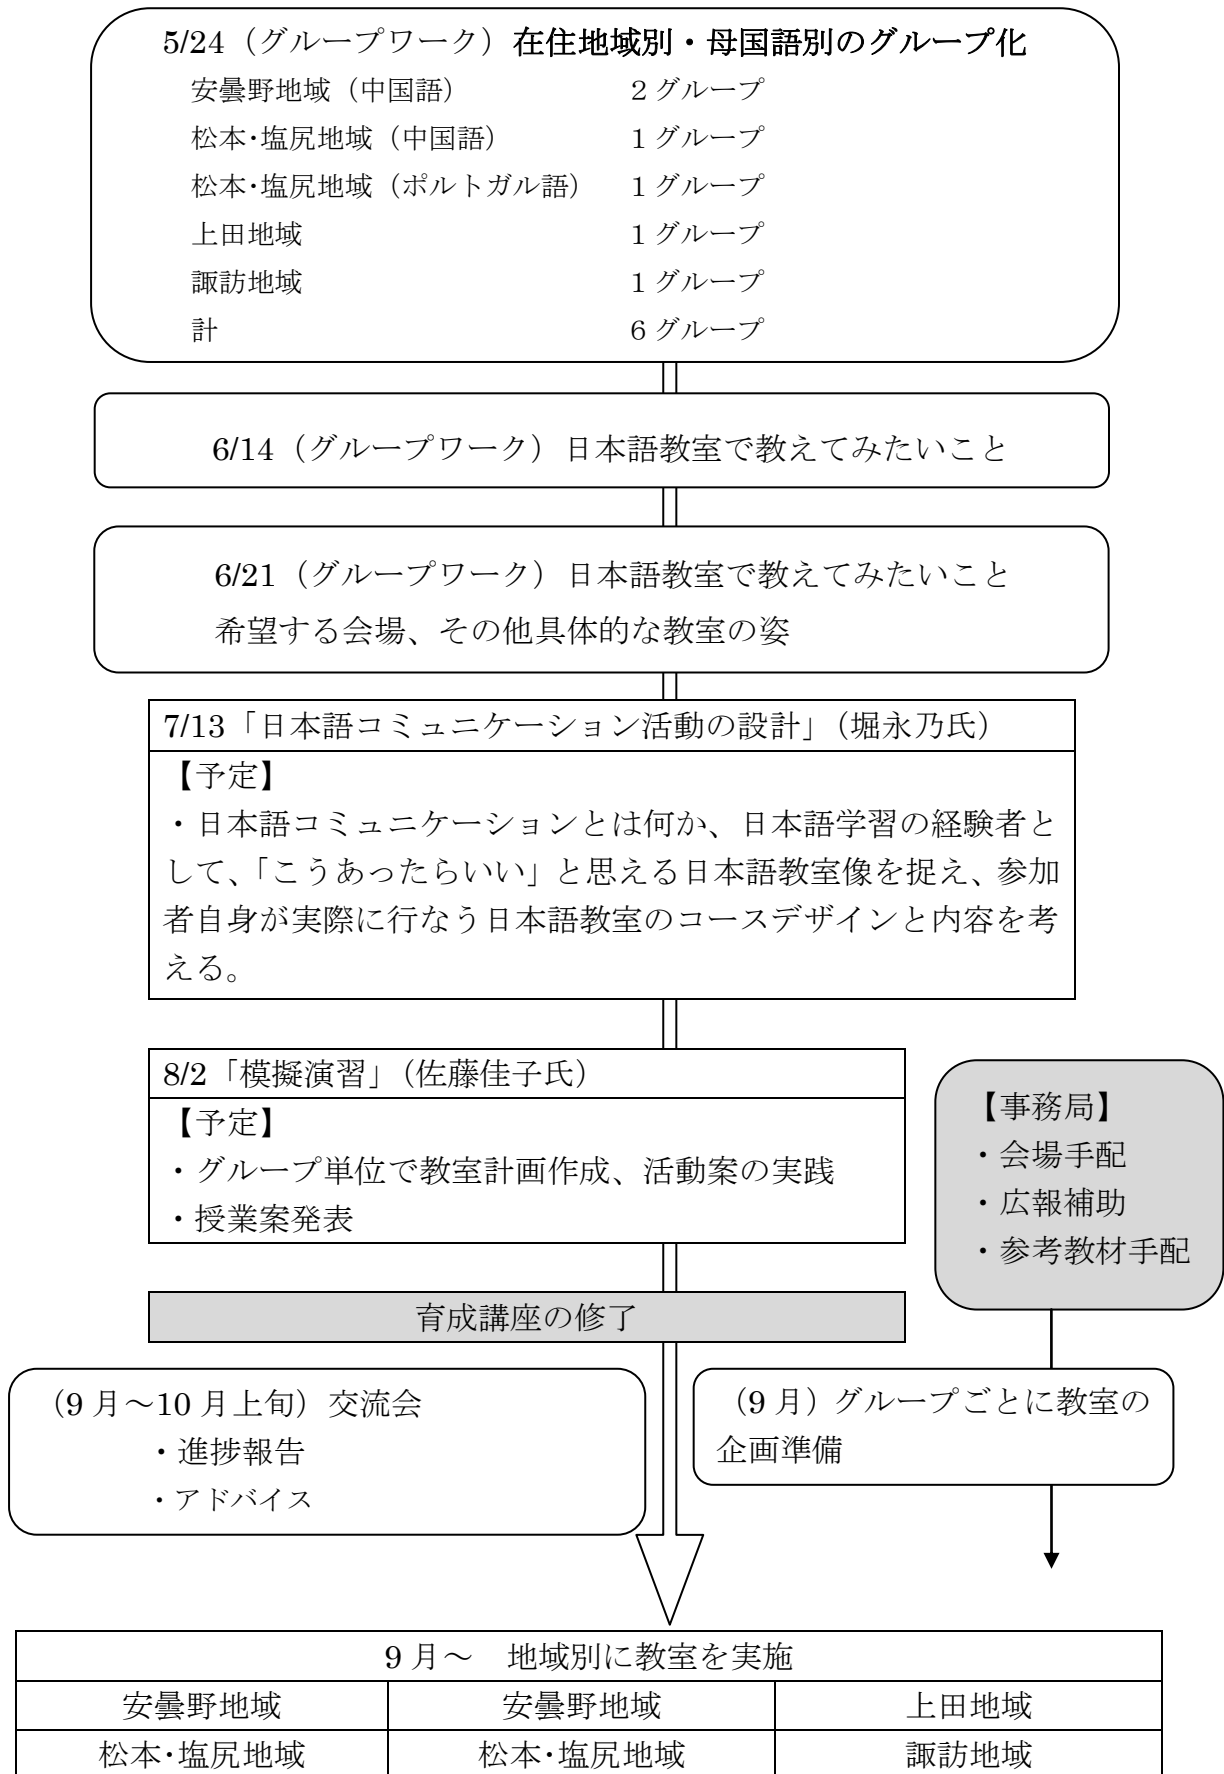 5/24（グループワーク）在住地域別・母国語別のグループ化
安曇野地域（中国語） 2グループ
松本･塩尻地域（中国語） 1グループ
松本･塩尻地域（ポルトガル語） 1グループ
上田地域 1グループ
諏訪地域 1グループ
計 6グループ
6/14（グループワーク）日本語教室で教えてみたいこと
6/21（グループワーク）日本語教室で教えてみたいこと
希望する会場、その他具体的な教室の姿
7/13「日本語コミュニケーション活動の設計」（堀永乃氏）
【予定】
・日本語コミュニケーションとは何か、日本語学習の経験者と
して、「こうあったらいい」と思える日本語教室像を捉え、参加
者自身が実際に行なう日本語教室のコースデザインと内容を考
える。
8/2「模擬演習」（佐藤佳子氏）
【予定】
・グループ単位で教室計画作成、活動案の実践
・授業案発表
【事務局】
・会場手配
・広報補助
・参考教材手配
育成講座の修了
（9月～10月上旬）交流会
・進捗報告
・アドバイス
（9月）グループごとに教室の
企画準備
9月～　地域別に教室を実施
安曇野地域 安曇野地域 上田地域
松本･塩尻地域 松本･塩尻地域 諏訪地域